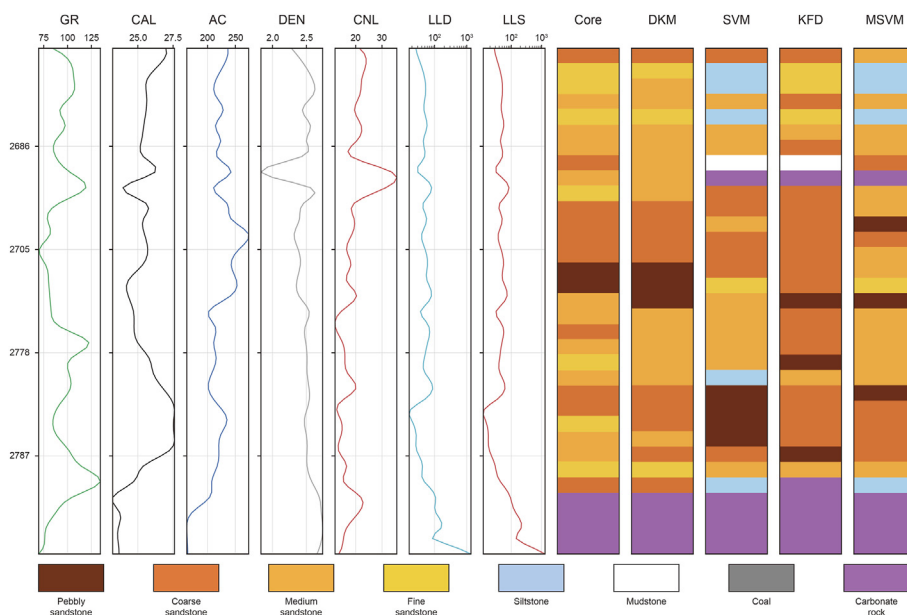 GR CAL AC DEN CNL LLD LLS Core DKM SVM KFD MSVM
75 100 125 25.0 27.5 200 250 2.0 2.5 20 30 10² 10³ 10² 10³
2686
2705
2778
2787
Pebbly sandstone
Coarse sandstone
Medium sandstone
Fine sandstone
Siltstone
Mudstone
Coal
Carbonate rock